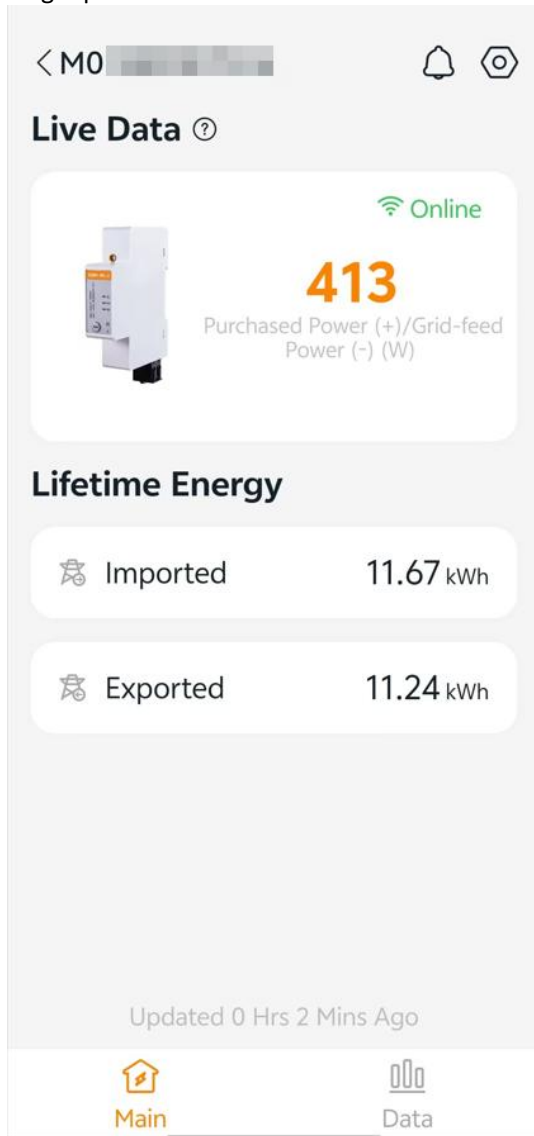 M0
Live Data
Online
413
Purchased Power (+)/Grid-feed
Power (-) (W)
Lifetime Energy
Imported 11.67 kWh
Exported 11.24 kWh
Updated 0 Hrs 2 Mins Ago
Main Data